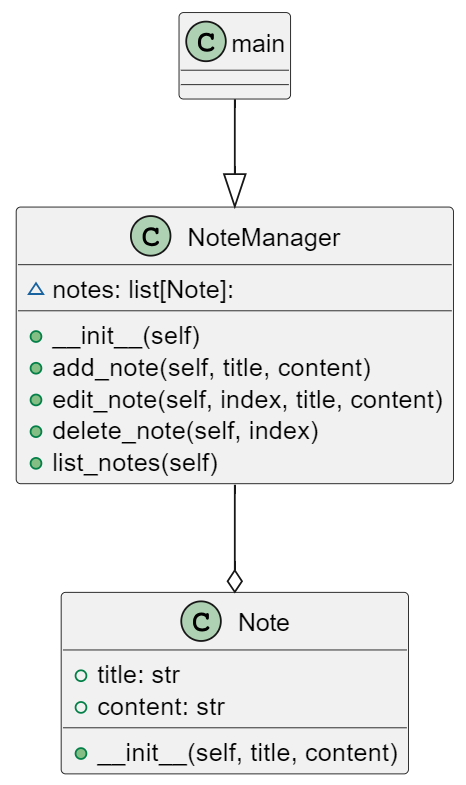 C main
C NoteManager
notes: list[Note]:
__init__(self)
add_note(self, title, content)
edit_note(self, index, title, content)
delete_note(self, index)
list_notes(self)
C Note
title: str
content: str
__init__(self, title, content)